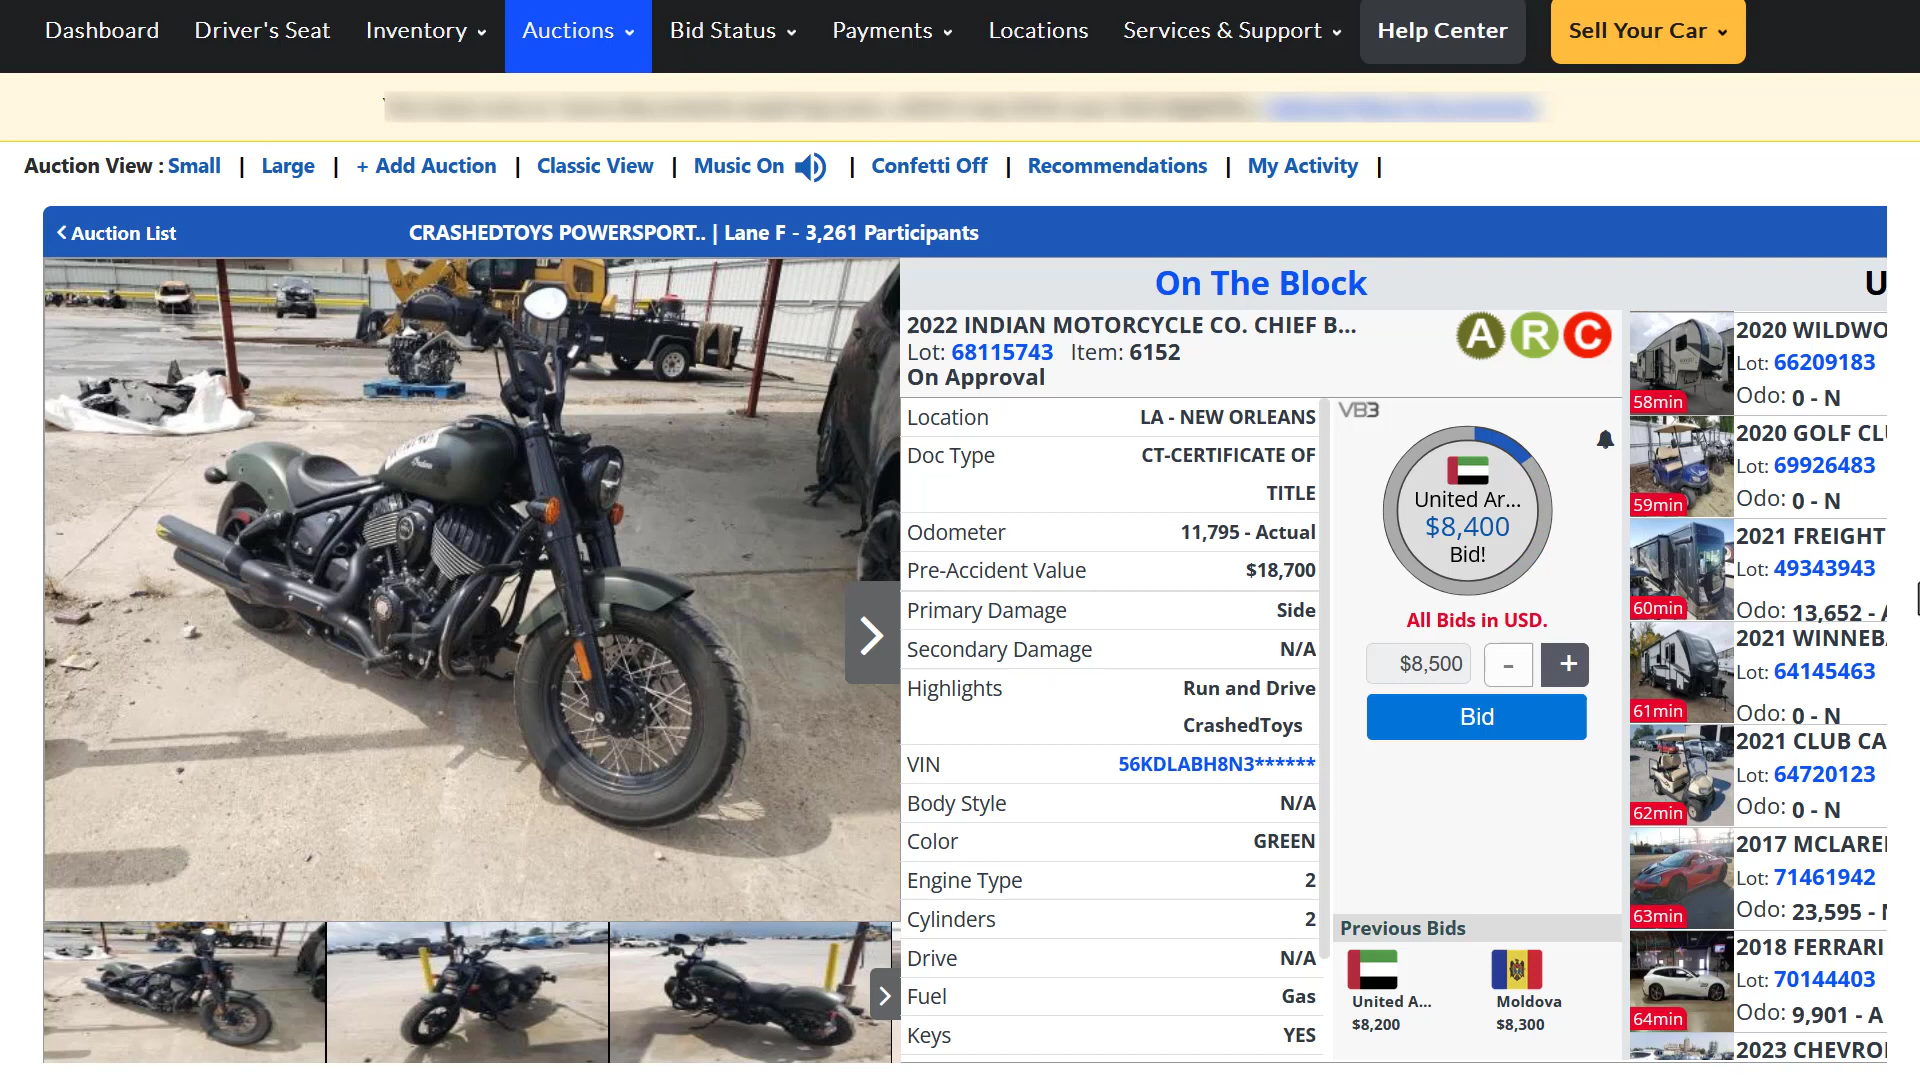 Dashboard Driver's Seat Inventory Auctions Bid Status Payments Locations Services & Support Help Center Sell Your Car
Auction View : Small | Large | + Add Auction | Classic View | Music On | Confetti Off | Recommendations | My Activity |
Auction List
CRASHEDTOYS POWERSPORT.. | Lane F - 3,261 Participants
On The Block
2022 INDIAN MOTORCYCLE CO. CHIEF B...
Lot: 68115743 Item: 6152
On Approval
A R C
Location LA - NEW ORLEANS
Doc Type CT-CERTIFICATE OF
TITLE
Odometer 11,795 - Actual
Pre-Accident Value $18,700
Primary Damage Side
Secondary Damage N/A
Highlights Run and Drive
CrashedToys
VIN 56KDLABH8N3******
Body Style N/A
Color GREEN
Engine Type 2
Cylinders 2
Drive N/A
Fuel Gas
Keys YES
VB3
United Ar...
$8,400
Bid!
All Bids in USD.
$8,500 - +
Bid
Previous Bids
United A...
$8,200
Moldova
$8,300
U
2020 WILDWO
Lot: 66209183
Odo: 0 - N
58min
2020 GOLF CLU
Lot: 69926483
Odo: 0 - N
59min
2021 FREIGHT
Lot: 49343943
Odo: 13,652 - A
60min
2021 WINNEBA
Lot: 64145463
Odo: 0 - N
61min
2021 CLUB CA
Lot: 64720123
Odo: 0 - N
62min
2017 MCLAREN
Lot: 71461942
Odo: 23,595 - N
63min
2018 FERRARI
Lot: 70144403
Odo: 9,901 - A
64min
2023 CHEVROL
Indian